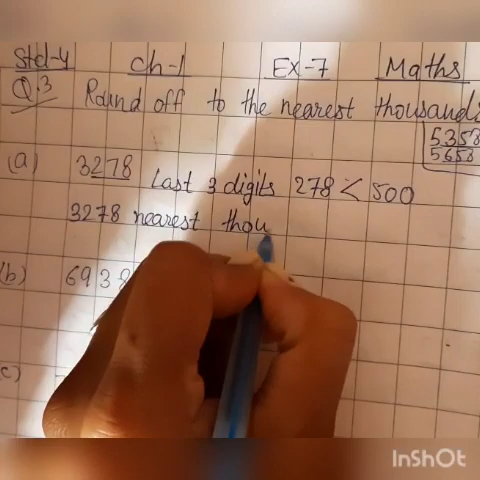 Std-4 Ch-1 Ex-7 Maths
Q.3 Round off to the nearest thousands
5358
5658
(a) 3278 Last 3 digits 278 < 500
3278 nearest thou
(b) 6938
(c)
InShOt